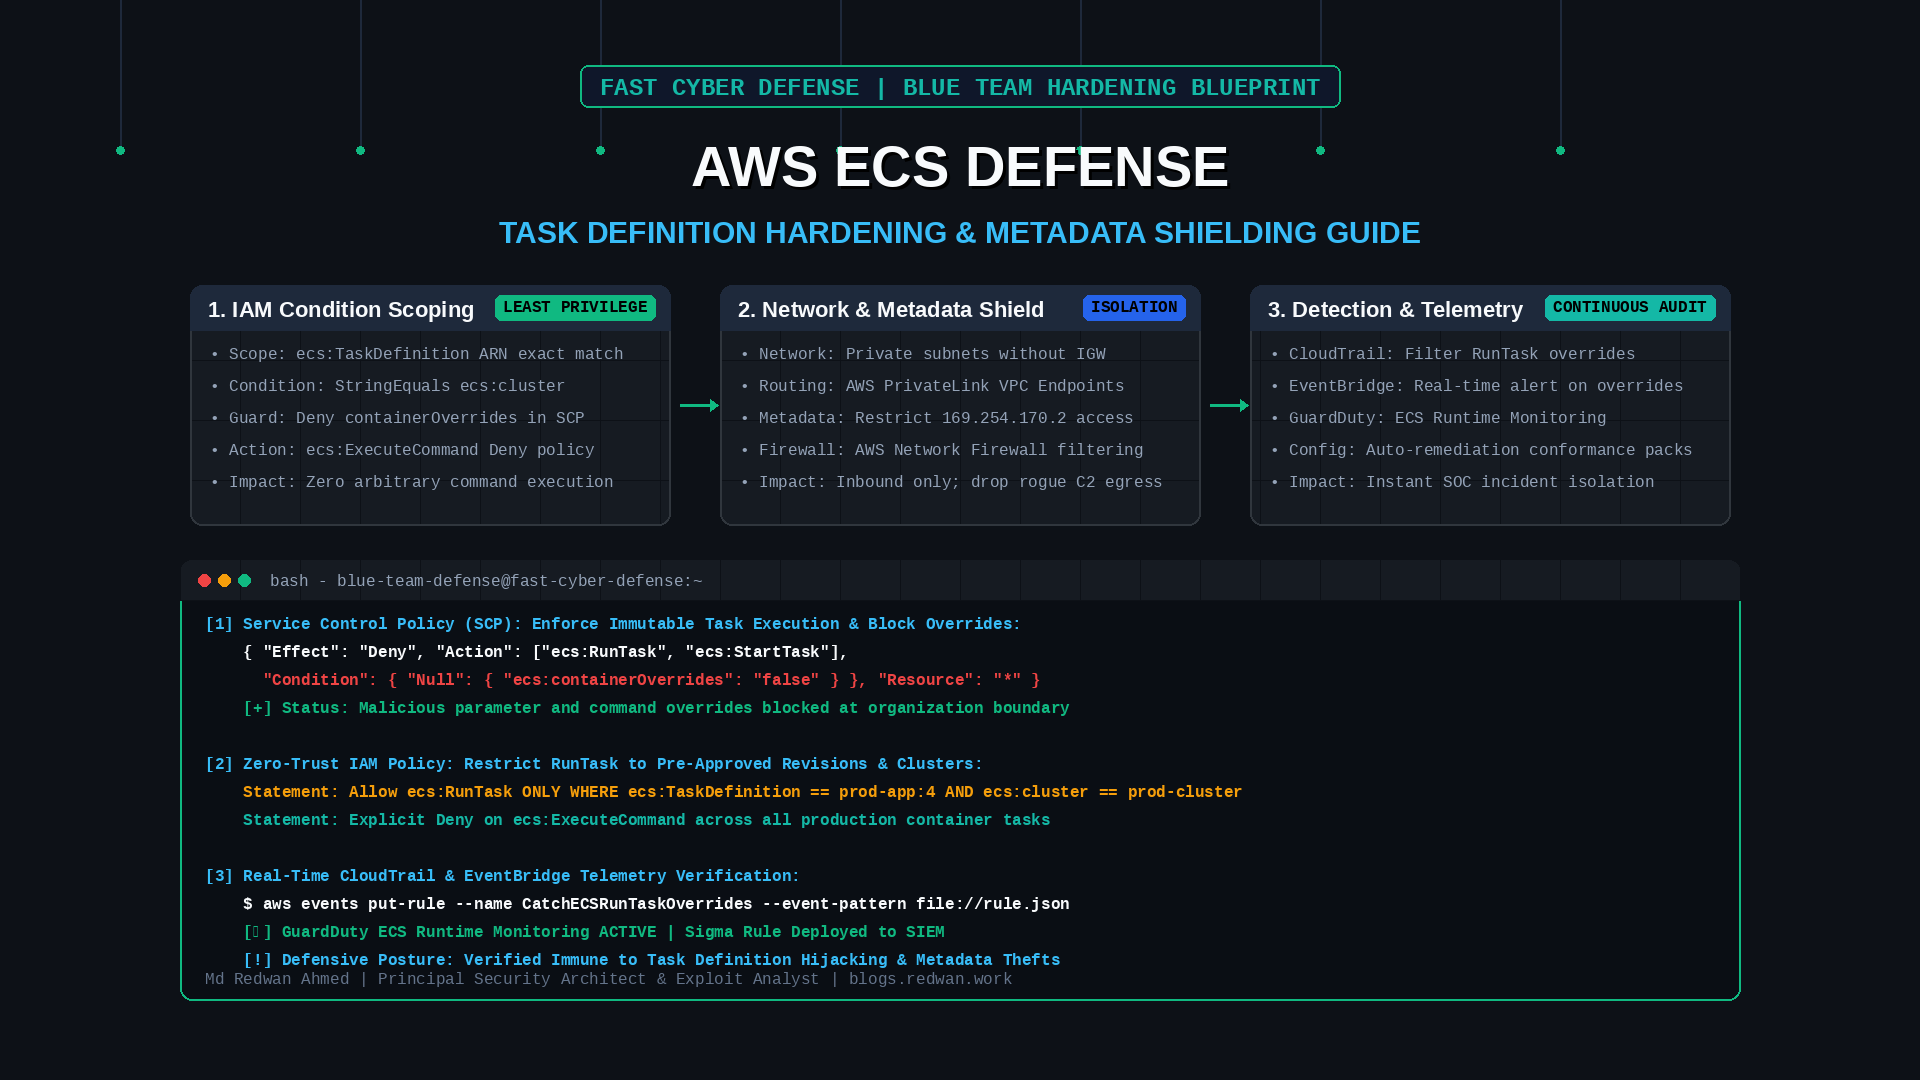 FAST CYBER DEFENSE | BLUE TEAM HARDENING BLUEPRINT
AWS ECS DEFENSE
TASK DEFINITION HARDENING & METADATA SHIELDING GUIDE
1. IAM Condition Scoping
LEAST PRIVILEGE
• Scope: ecs:TaskDefinition ARN exact match
• Condition: StringEquals ecs:cluster
• Guard: Deny containerOverrides in SCP
• Action: ecs:ExecuteCommand Deny policy
• Impact: Zero arbitrary command execution
2. Network & Metadata Shield
ISOLATION
• Network: Private subnets without IGW
• Routing: AWS PrivateLink VPC Endpoints
• Metadata: Restrict 169.254.170.2 access
• Firewall: AWS Network Firewall filtering
• Impact: Inbound only; drop rogue C2 egress
3. Detection & Telemetry
CONTINUOUS AUDIT
• CloudTrail: Filter RunTask overrides
• EventBridge: Real-time alert on overrides
• GuardDuty: ECS Runtime Monitoring
• Config: Auto-remediation conformance packs
• Impact: Instant SOC incident isolation
bash - blue-team-defense@fast-cyber-defense:~
[1] Service Control Policy (SCP): Enforce Immutable Task Execution & Block Overrides:
{ "Effect": "Deny", "Action": ["ecs:RunTask", "ecs:StartTask"],
"Condition": { "Null": { "ecs:containerOverrides": "false" } }, "Resource": "*" }
[+] Status: Malicious parameter and command overrides blocked at organization boundary
[2] Zero-Trust IAM Policy: Restrict RunTask to Pre-Approved Revisions & Clusters:
Statement: Allow ecs:RunTask ONLY WHERE ecs:TaskDefinition == prod-app:4 AND ecs:cluster == prod-cluster
Statement: Explicit Deny on ecs:ExecuteCommand across all production container tasks
[3] Real-Time CloudTrail & EventBridge Telemetry Verification:
$ aws events put-rule --name CatchECSRunTaskOverrides --event-pattern file://rule.json
[▯] GuardDuty ECS Runtime Monitoring ACTIVE | Sigma Rule Deployed to SIEM
[!] Defensive Posture: Verified Immune to Task Definition Hijacking & Metadata Thefts
Md Redwan Ahmed | Principal Security Architect & Exploit Analyst | blogs.redwan.work